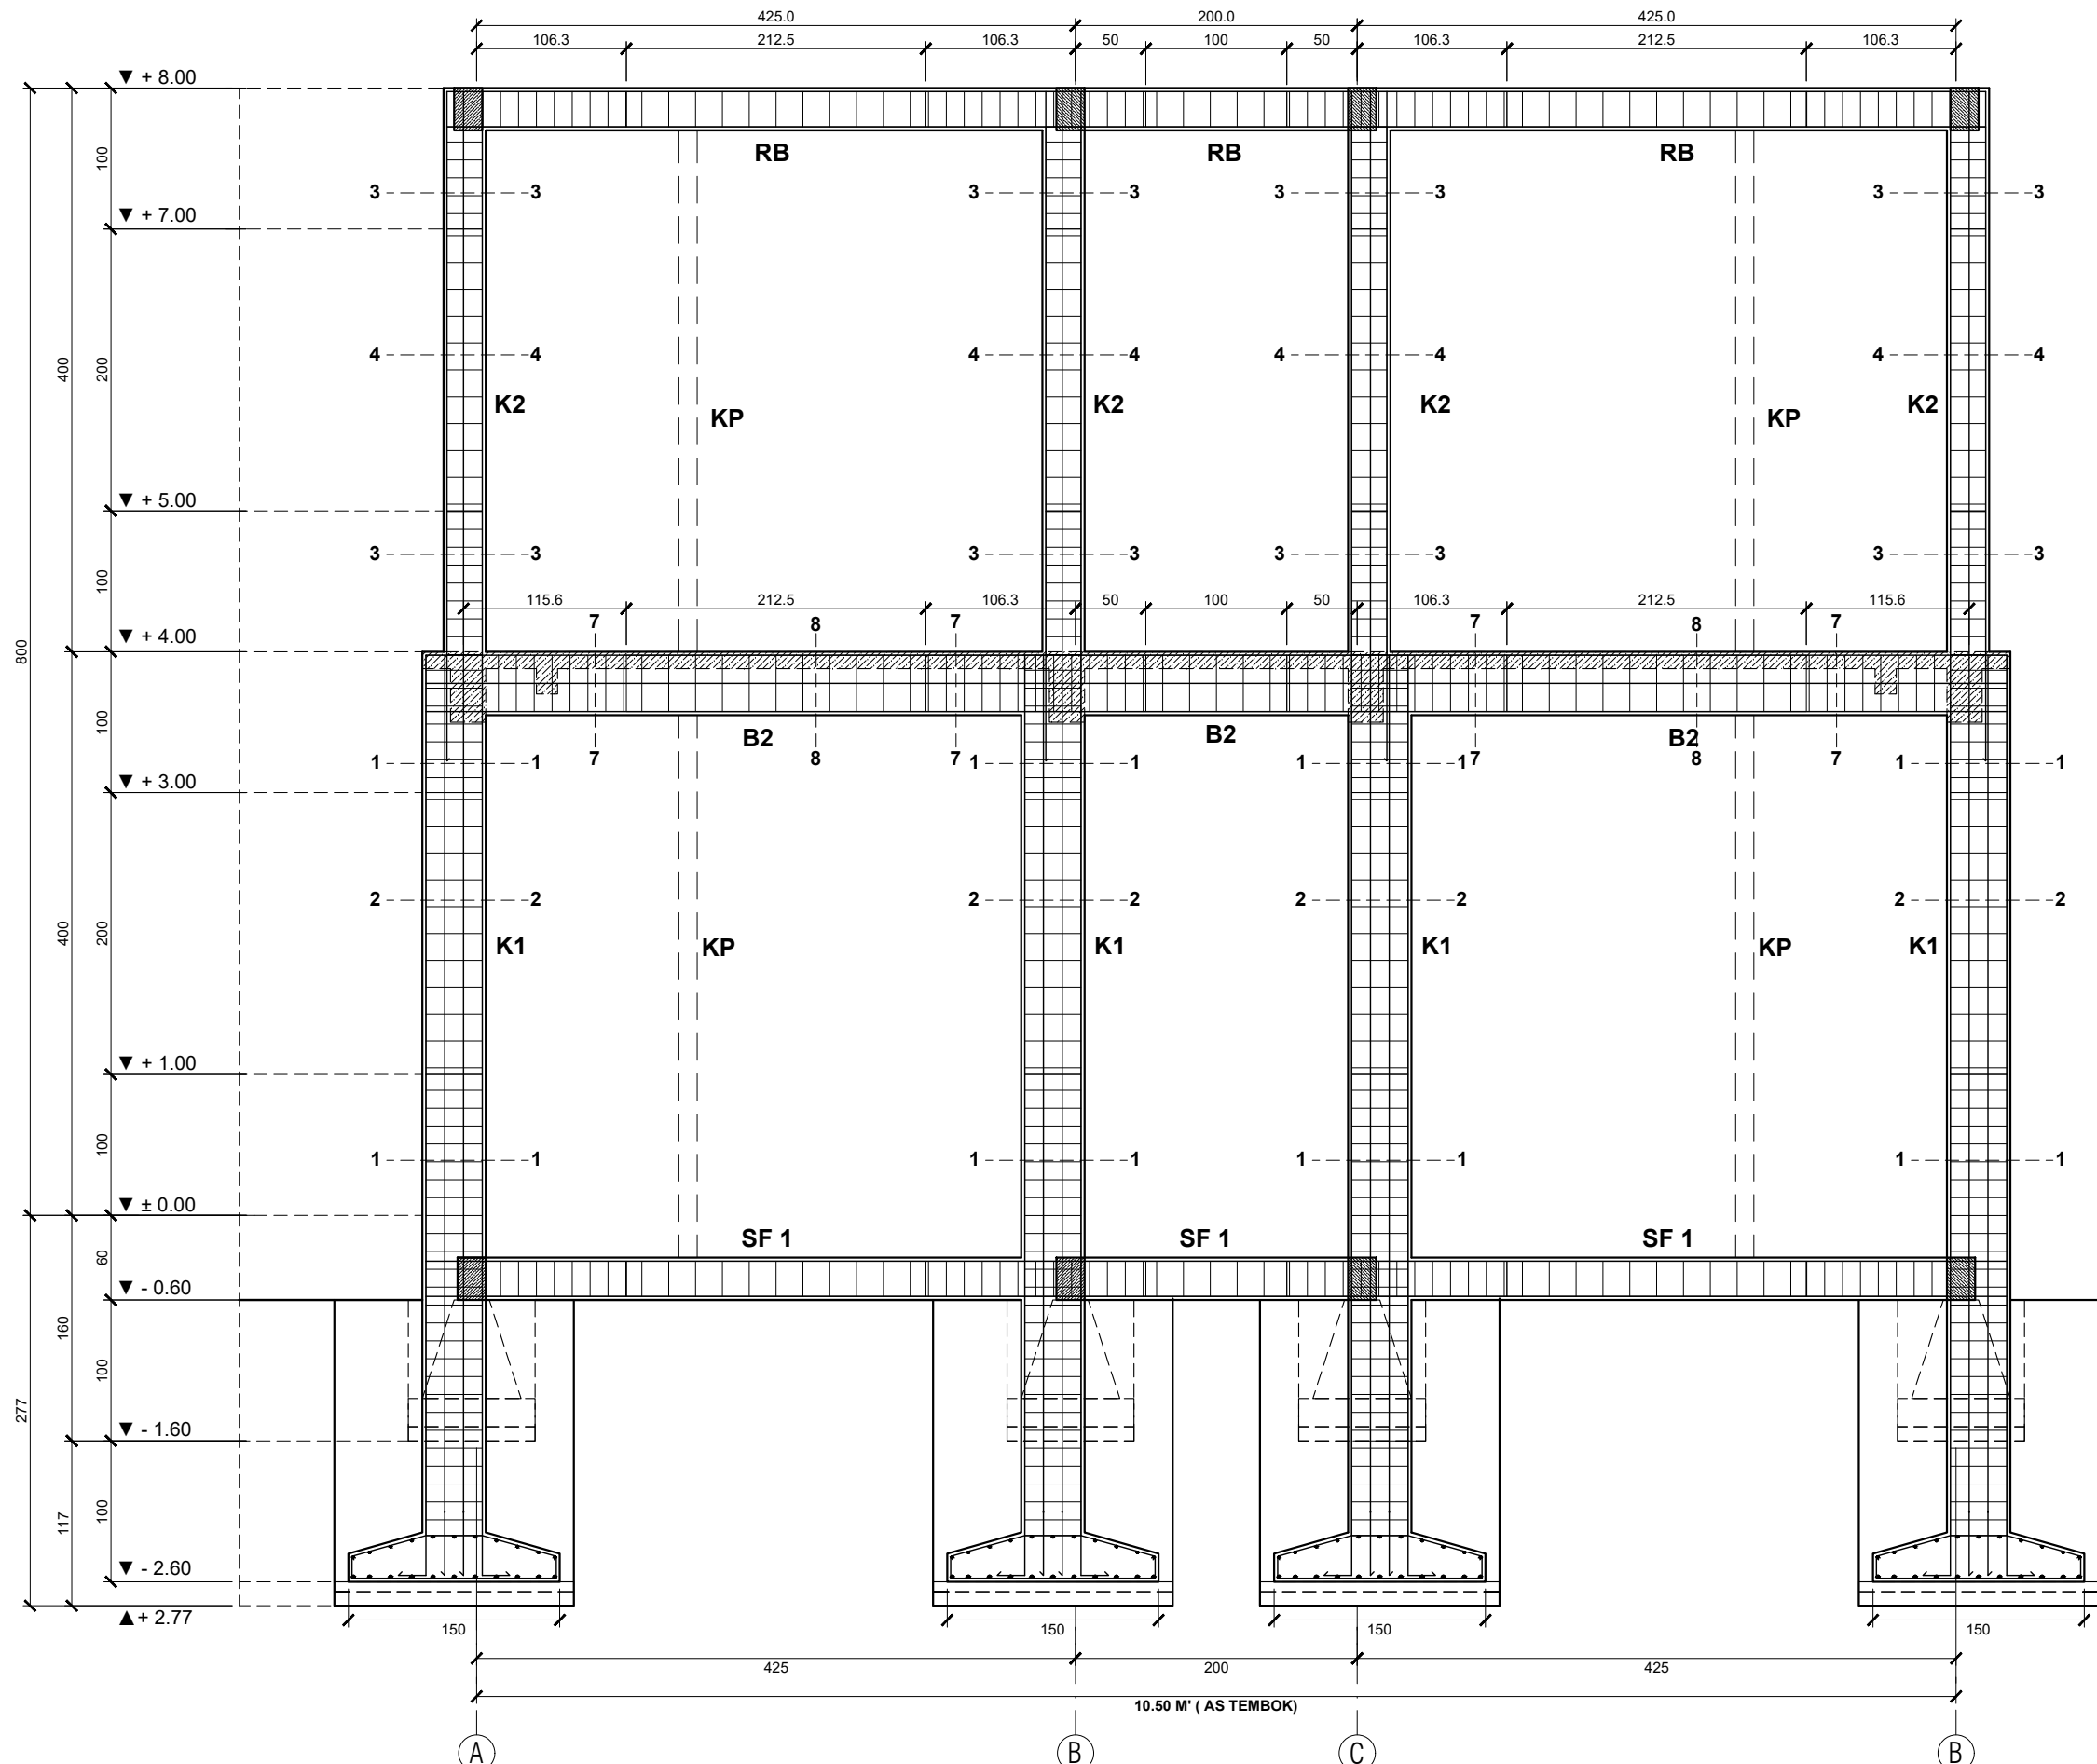 425.0 200.0 425.0
106.3 212.5 106.3 50 100 50 106.3 212.5 106.3
▼ + 8.00
RB RB RB
100
3 3 3 3 3 3 3 3
▼ + 7.00
4 4 4 4 4 4 4 4
400 200
K2 K2 K2 K2
KP KP
▼ + 5.00
3 3 3 3 3 3 3 3
100
115.6 212.5 106.3 50 100 50 106.3 212.5 115.6
7 8 7 7 8 7
▼ + 4.00
800
100
B2 B2 B2
7 8 7 7 8 7
1 1 1 1 1 1 1 1
▼ + 3.00
2 2 2 2 2 2 2 2
400 200
K1 K1 K1 K1
KP KP
▼ + 1.00
100
1 1 1 1 1 1 1 1
▼ ± 0.00
SF 1 SF 1 SF 1
60
▼ - 0.60
160
100
277
▼ - 1.60
117 100
▼ - 2.60
▲ + 2.77
150 150 150 150
425 200 425
10.50 M' ( AS TEMBOK)
A B C B